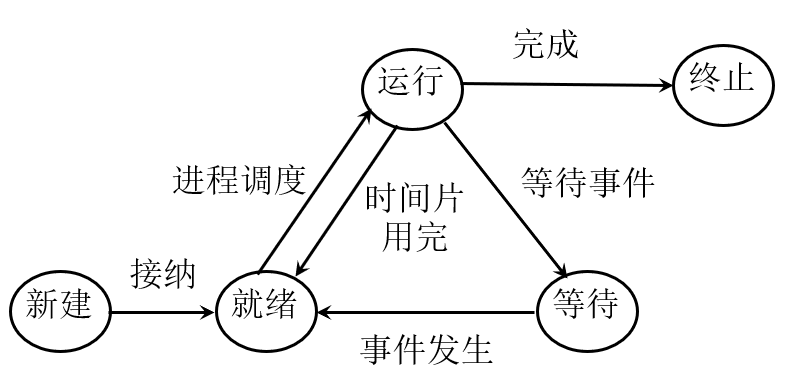 完成
运行
终止
进程调度
时间片
用完
等待事件
接纳
新建
就绪
等待
事件发生